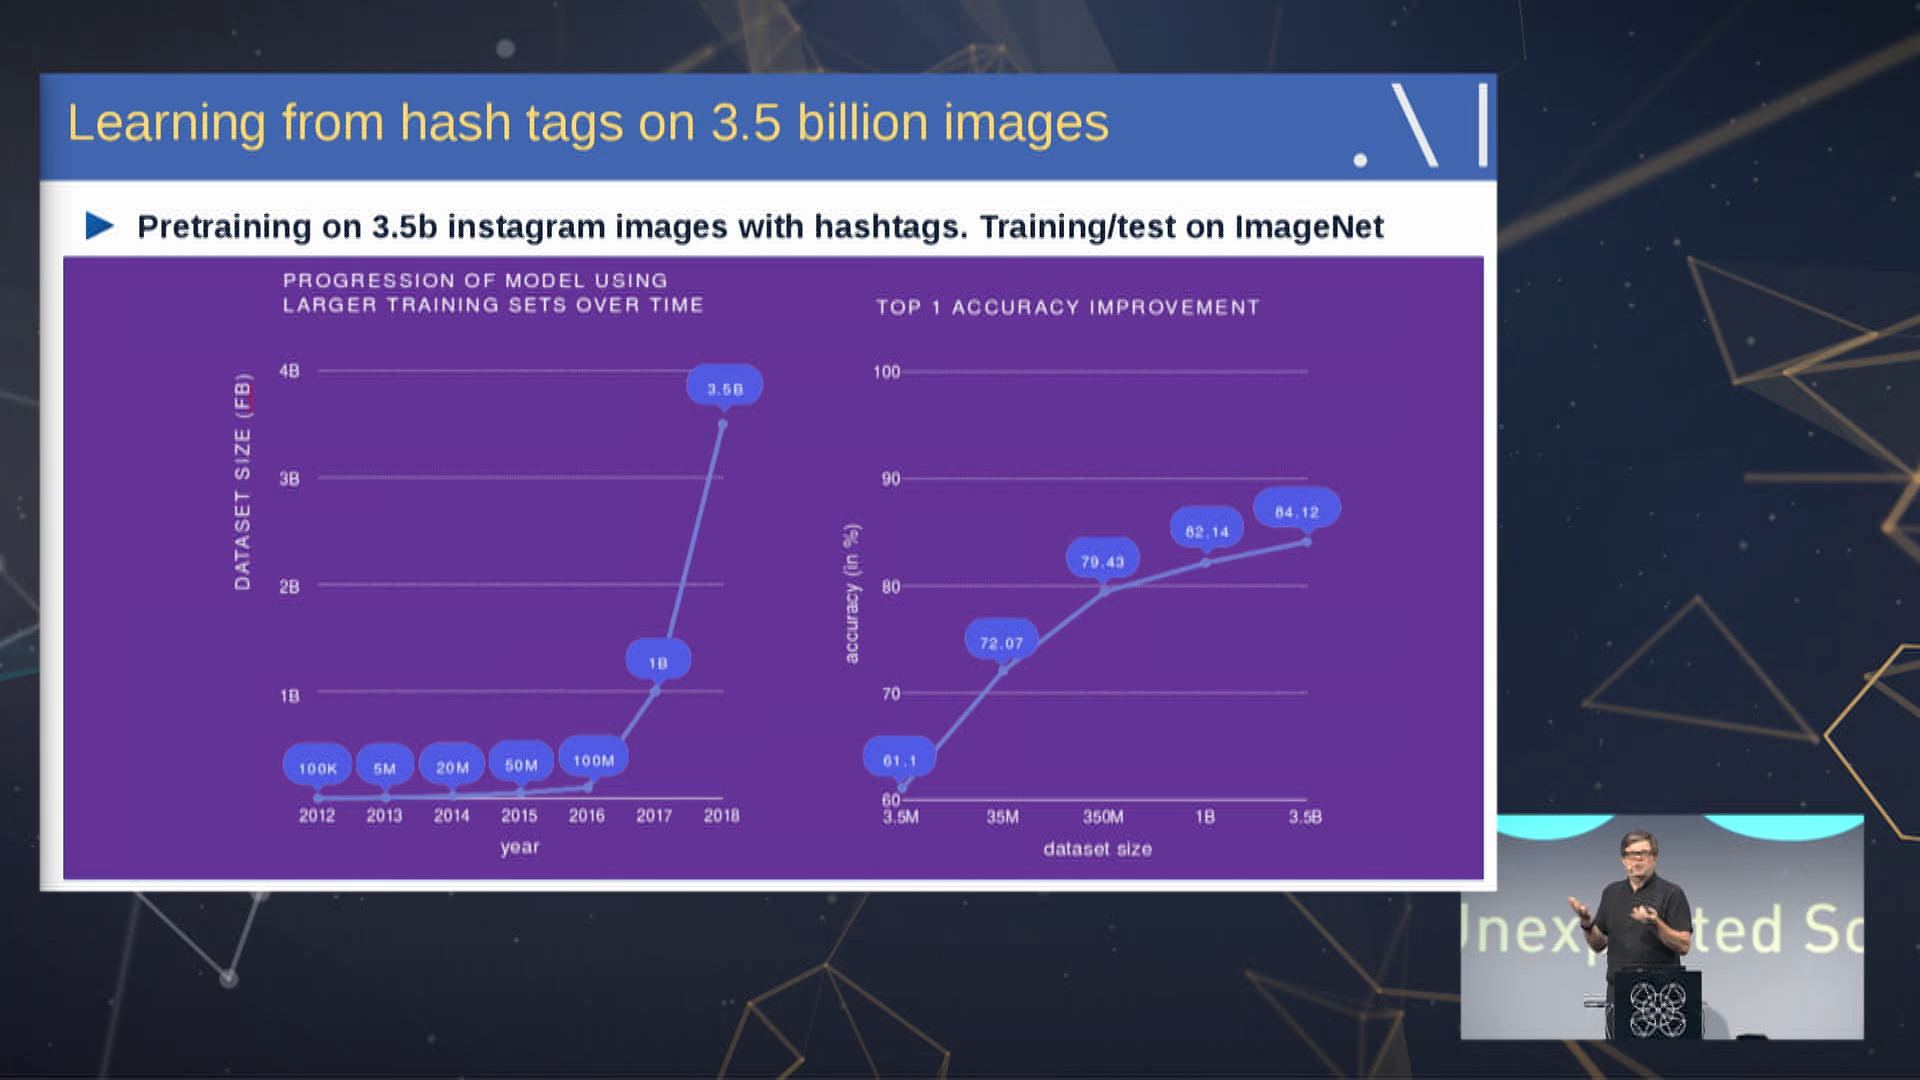 Learning from hash tags on 3.5 billion images
Pretraining on 3.5b instagram images with hashtags. Training/test on ImageNet
PROGRESSION OF MODEL USING
LARGER TRAINING SETS OVER TIME
DATASET SIZE (FB)
4B
3B
2B
1B
3.5B
1B
100K 5M 20M 50M 100M
2012 2013 2014 2015 2016 2017 2018
year
TOP 1 ACCURACY IMPROVEMENT
accuracy (in %)
100
90
80
70
60
84.12
82.14
79.43
72.07
61.1
3.5M 35M 350M 1B 3.5B
dataset size